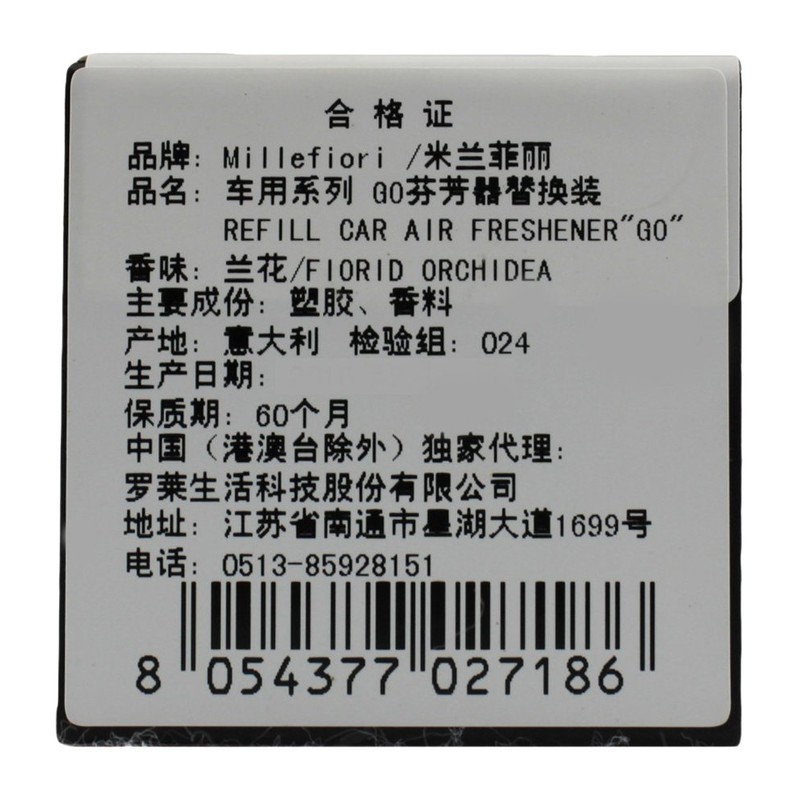 合格证
品牌: Millefiori /米兰菲丽
品名: 车用系列 GO芬芳器替换装
REFILL CAR AIR FRESHENER"GO"
香味: 兰花/FIORID ORCHIDEA
主要成份: 塑胶、香料
产地: 意大利 检验组: 024
生产日期:
保质期: 60个月
中国（港澳台除外）独家代理:
罗莱生活科技股份有限公司
地址: 江苏省南通市星湖大道1699号
电话: 0513-85928151
8 054377 027186